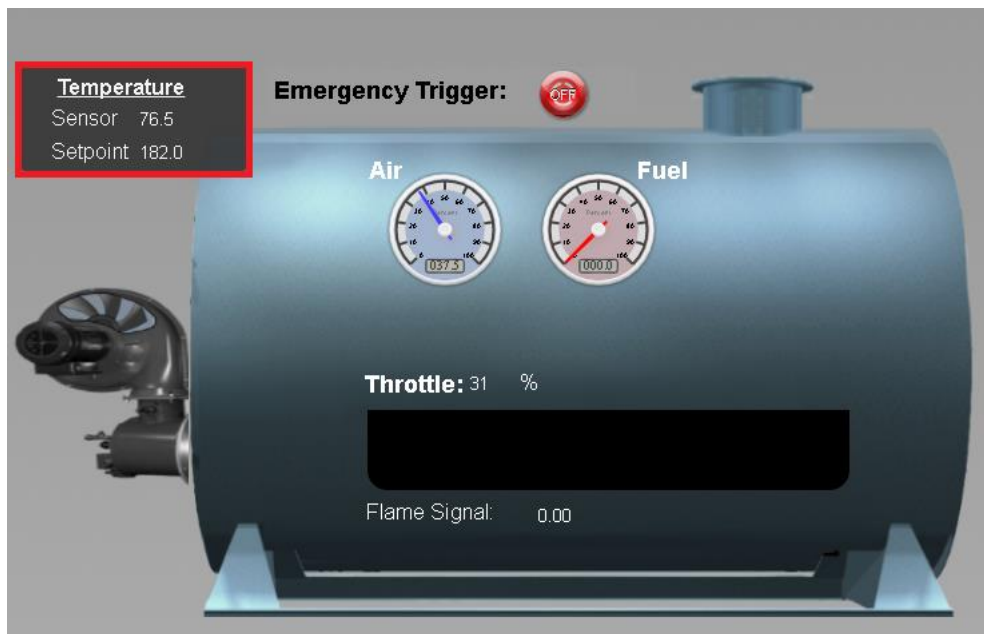 Temperature
Sensor 76.5
Setpoint 182.0
Emergency Trigger: OFF
Air
Fuel
037.5
000.0
Throttle: 31 %
Flame Signal: 0.00